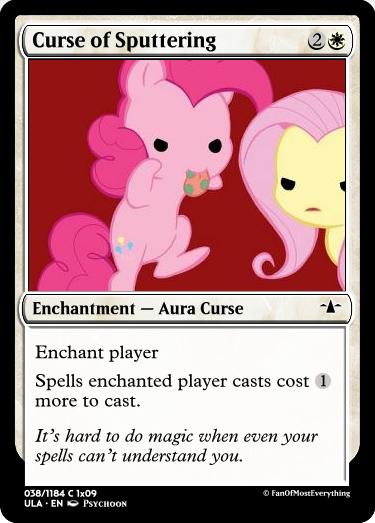 Curse of Sputtering 2
Enchantment — Aura Curse
Enchant player
Spells enchanted player casts cost 1
more to cast.
It's hard to do magic when even your
spells can't understand you.
038/1184 C 1x09
ULA • EN Psychoon
© FanOfMostEverything